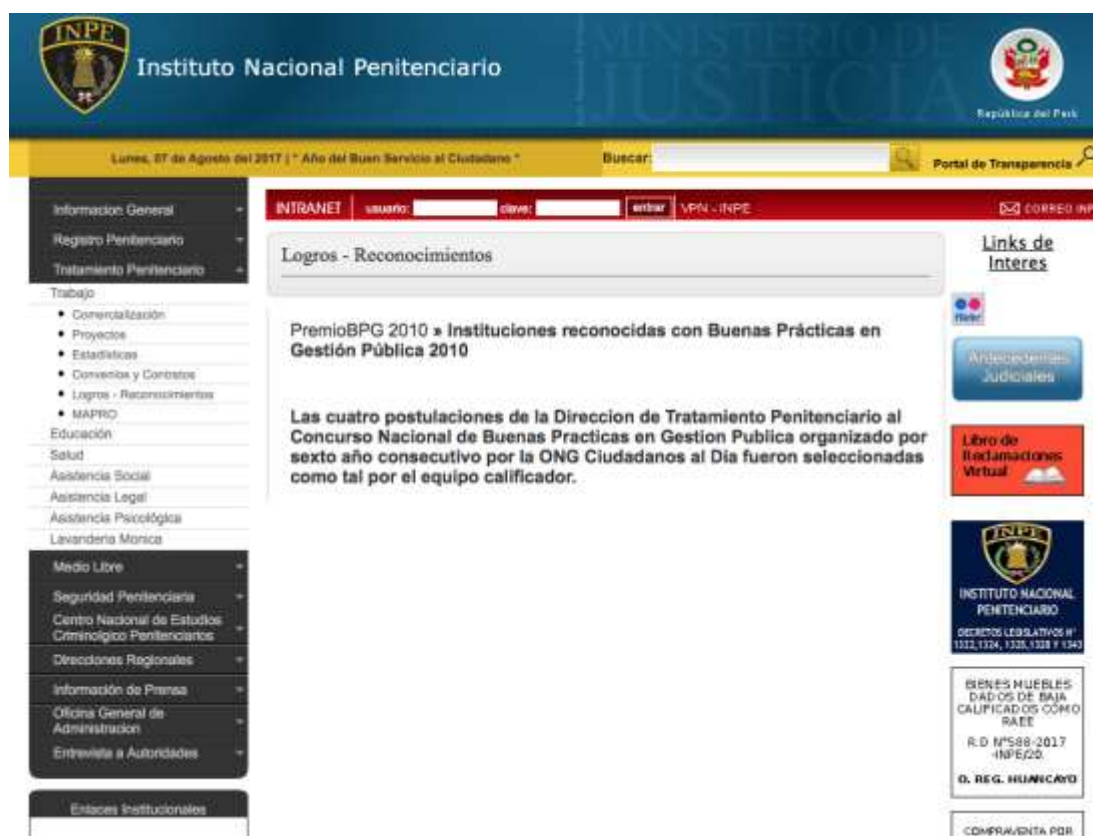 INPE
Instituto Nacional Penitenciario
MINISTERIO DE
JUSTICIA
República del Perú
Lunes, 07 de Agosto del 2017 | " Año del Buen Servicio al Ciudadano "
Buscar:
Portal de Transparencia
Informacion General
Registro Penitenciario
Tratamiento Penitenciario
Trabajo
Comercialización
Proyectos
Estadísticas
Convenios y Contratos
Logros - Reconocimientos
MAPRO
Educación
Salud
Asistencia Social
Asistencia Legal
Asistencia Psicológica
Lavanderia Monica
Medio Libre
Seguridad Penitenciaria
Centro Nacional de Estudios
Criminolgico Penitenciarios
Direcciones Regionales
Información de Prensa
Oficina General de
Administracion
Entrevista a Autoridades
Enlaces Institucionales
INTRANET usuario: clave: entrar VPN - INPE
CORREO INP
Logros - Reconocimientos
PremioBPG 2010 » Instituciones reconocidas con Buenas Prácticas en
Gestión Pública 2010
Las cuatro postulaciones de la Direccion de Tratamiento Penitenciario al
Concurso Nacional de Buenas Practicas en Gestion Publica organizado por
sexto año consecutivo por la ONG Ciudadanos al Dia fueron seleccionadas
como tal por el equipo calificador.
Links de
Interes
flickr
Antecedentes
Judiciales
Libro de
Reclamaciones
Virtual
INPE
INSTITUTO NACIONAL
PENITENCIARIO
DECRETOS LEGISLATIVOS N°
1322,1324, 1325,1328 Y 1343
BIENES MUEBLES
DADOS DE BAJA
CALIFICADOS COMO
RAEE
R.D N°588-2017
-INPE/20.
O. REG. HUANCAYO
COMPRAVENTA POR